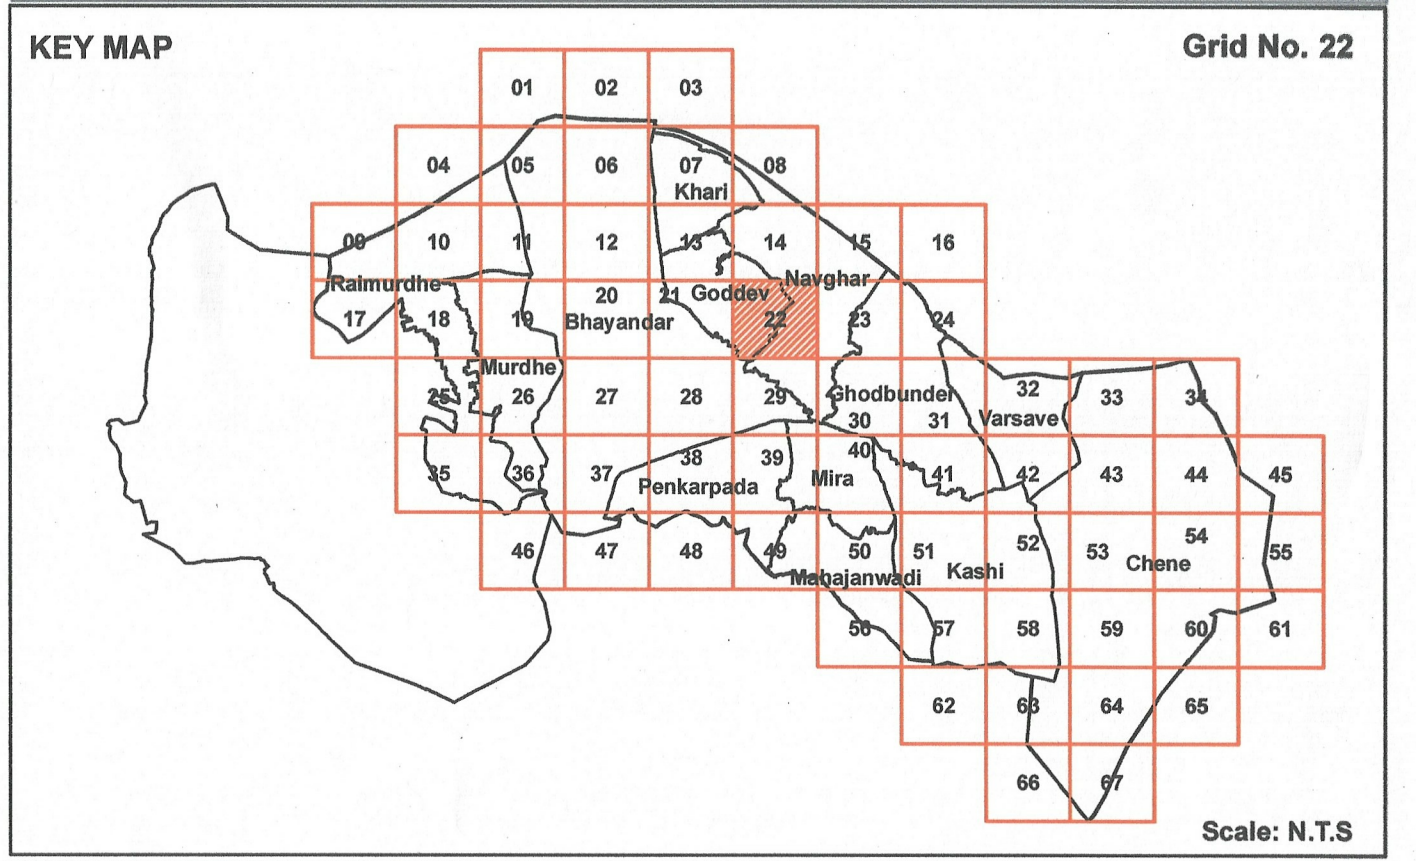 KEY MAP
Grid No. 22
01 02 03
04 05 06 07 08
Khari
09 10 11 12 13 14 15 16
Raimurdhe Goddev Navghar
17 18 19 20 21 22 23 24
Bhayandar
Murdhe
25 26 27 28 29 30 31 32 33 34
Ghodbunder
Varsave
35 36 37 38 39 40 41 42 43 44 45
Penkarpada Mira
46 47 48 49 50 51 52 53 54 55
Mahajanwadi Kashi Chene
56 57 58 59 60 61
62 63 64 65
66 67
Scale: N.T.S